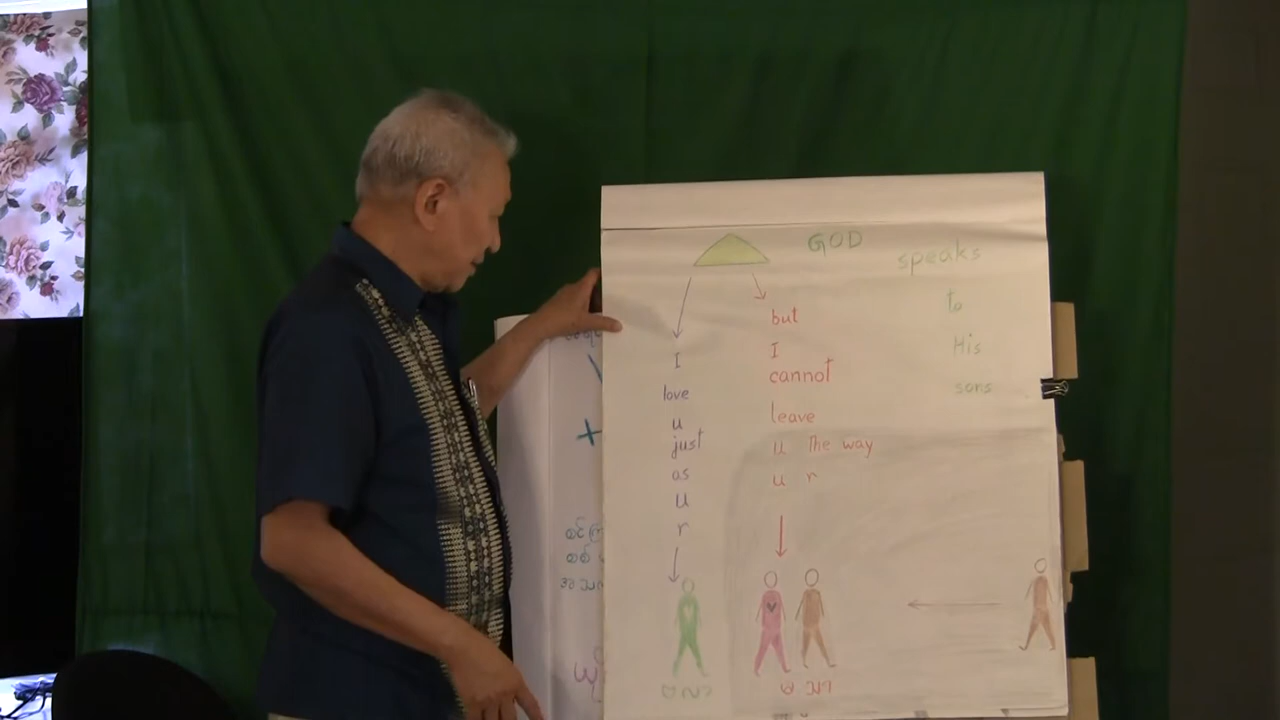 GOD
speaks
to
His
sons
I
love
u
just
as
u
r
but
I
cannot
leave
u the way
u r